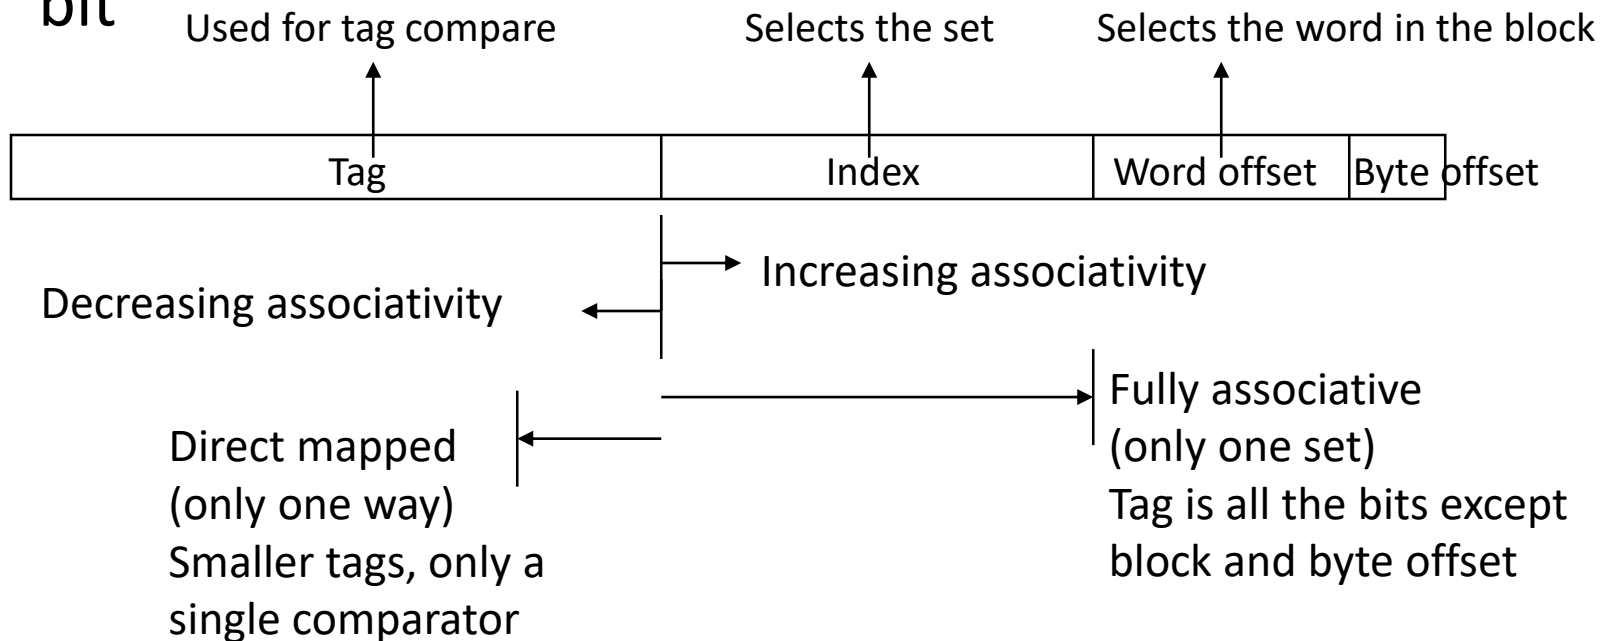 bit
Used for tag compare
Selects the set
Selects the word in the block
Tag
Index
Word offset
Byte offset
Increasing associativity
Decreasing associativity
Fully associative
(only one set)
Tag is all the bits except
block and byte offset
Direct mapped
(only one way)
Smaller tags, only a
single comparator